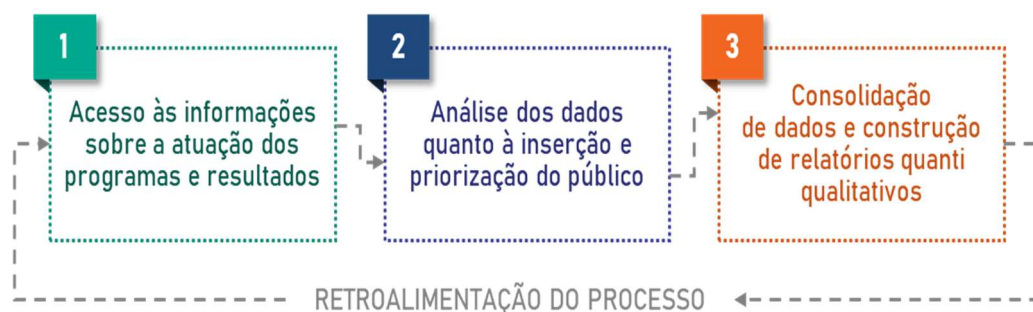 1
Acesso às informações
sobre a atuação dos
programas e resultados
2
Análise dos dados
quanto à inserção e
priorização do público
3
Consolidação
de dados e construção
de relatórios quanti
qualitativos
RETROALIMENTAÇÃO DO PROCESSO